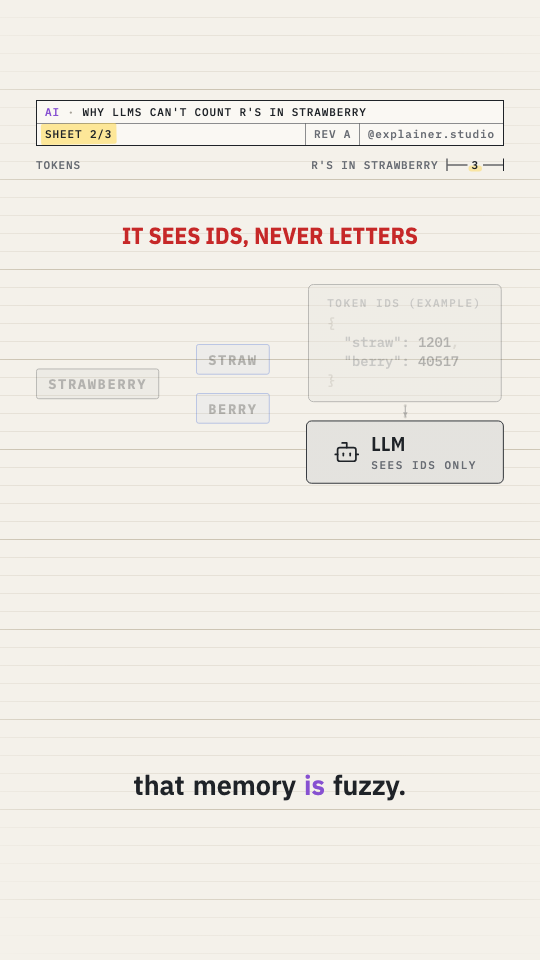 AI · WHY LLMS CAN'T COUNT R'S IN STRAWBERRY
SHEET 2/3
REV A
@explainer.studio
TOKENS
R'S IN STRAWBERRY 3
IT SEES IDS, NEVER LETTERS
STRAWBERRY
STRAW
BERRY
TOKEN IDS (EXAMPLE)
{
"straw": 1201,
"berry": 40517
}
LLM
SEES IDS ONLY
that memory is fuzzy.